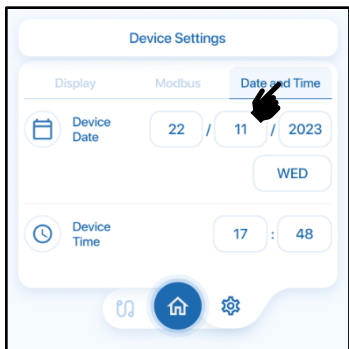 Device Settings
Display Modbus Date and Time
Device
Date
22 / 11 / 2023
WED
Device
Time
17 : 48